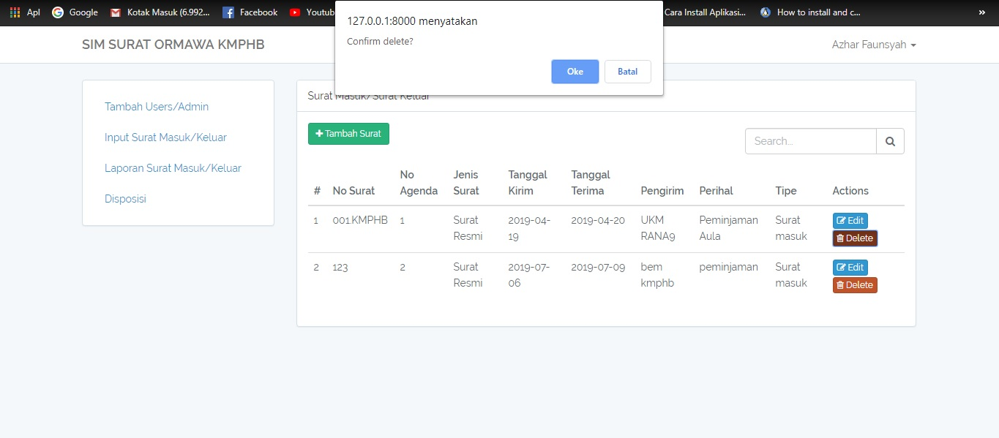 Apl Google Kotak Masuk (6.992... Facebook Youtub Cara Install Aplikasi... How to install and c... »
127.0.0.1:8000 menyatakan
Confirm delete?
Oke Batal
SIM SURAT ORMAWA KMPHB Azhar Faunsyah
Tambah Users/Admin
Input Surat Masuk/Keluar
Laporan Surat Masuk/Keluar
Disposisi
Surat Masuk/Surat Keluar
Tambah Surat
Search...
# No Surat No Agenda Jenis Surat Tanggal Kirim Tanggal Terima Pengirim Perihal Tipe Actions
1 001.KMPHB 1 Surat Resmi 2019-04-19 2019-04-20 UKM RANA9 Peminjaman Aula Surat masuk Edit Delete
2 123 2 Surat Resmi 2019-07-06 2019-07-09 bem kmphb peminjaman Surat masuk Edit Delete